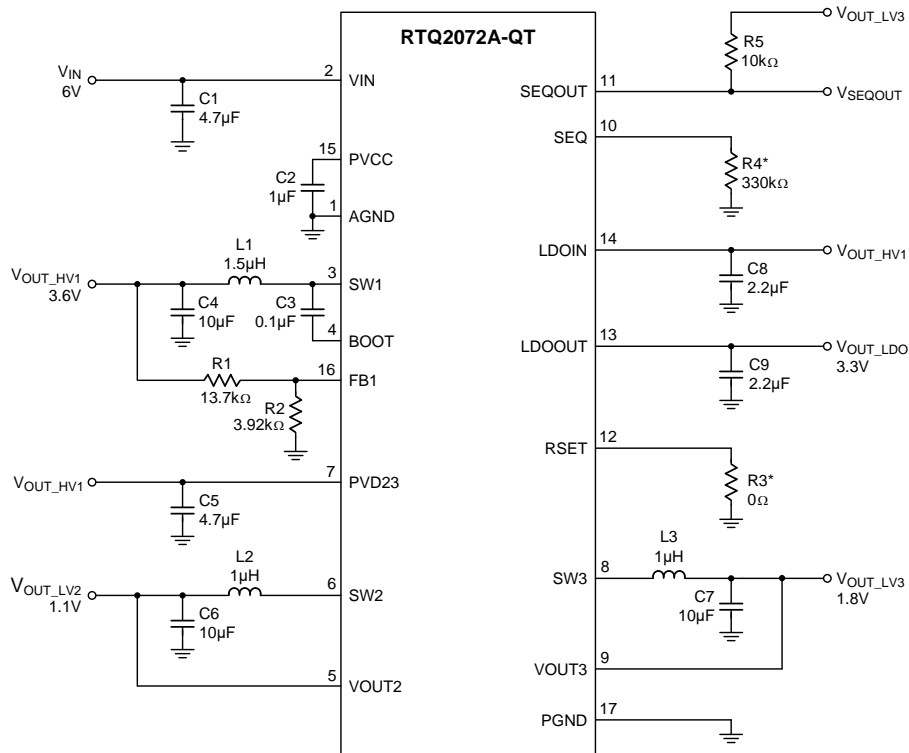 RTQ2072A-QT
VIN
6V
C1
4.7µF
2
VIN
15
PVCC
C2
1µF
1
AGND
L1
1.5µH
VOUT_HV1
3.6V
3
SW1
C4
10µF
C3
0.1µF
4
BOOT
R1
13.7kΩ
16
FB1
R2
3.92kΩ
VOUT_HV1
7
PVD23
C5
4.7µF
L2
1µH
VOUT_LV2
1.1V
6
SW2
C6
10µF
5
VOUT2
VOUT_LV3
R5
10kΩ
SEQOUT
11
VSEQOUT
SEQ
10
R4*
330kΩ
LDOIN
14
VOUT_HV1
C8
2.2µF
LDOOUT
13
VOUT_LDO
3.3V
C9
2.2µF
RSET
12
R3*
0Ω
L3
1µH
SW3
8
VOUT_LV3
1.8V
C7
10µF
VOUT3
9
PGND
17